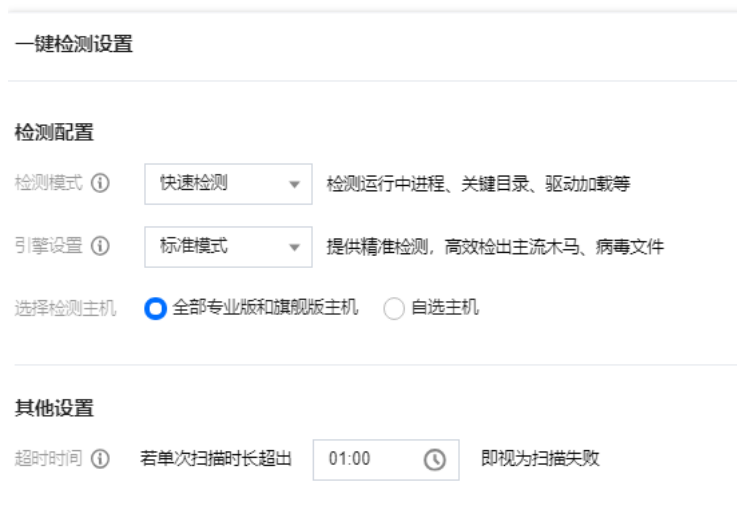 一键检测设置
检测配置
检测模式 快速检测 检测运行中进程、关键目录、驱动加载等
引擎设置 标准模式 提供精准检测，高效检出主流木马、病毒文件
选择检测主机 全部专业版和旗舰版主机 自选主机
其他设置
超时时间 若单次扫描时长超出 01:00 即视为扫描失败